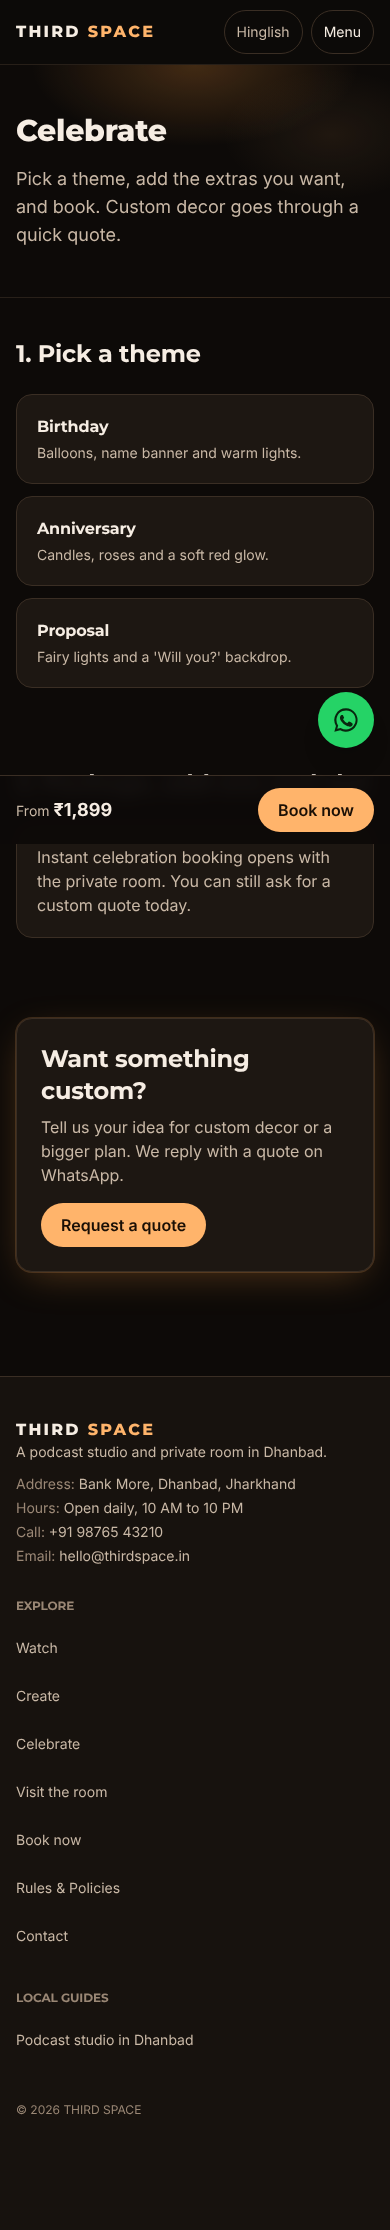 THIRD SPACE
Hinglish
Menu
Celebrate
Pick a theme, add the extras you want,
and book. Custom decor goes through a
quick quote.
1. Pick a theme
Birthday
Balloons, name banner and warm lights.
Anniversary
Candles, roses and a soft red glow.
Proposal
Fairy lights and a 'Will you?' backdrop.
From ₹1,899
Book now
Instant celebration booking opens with
the private room. You can still ask for a
custom quote today.
Want something
custom?
Tell us your idea for custom decor or a
bigger plan. We reply with a quote on
WhatsApp.
Request a quote
THIRD SPACE
A podcast studio and private room in Dhanbad.
Address: Bank More, Dhanbad, Jharkhand
Hours: Open daily, 10 AM to 10 PM
Call: +91 98765 43210
Email: hello@thirdspace.in
EXPLORE
Watch
Create
Celebrate
Visit the room
Book now
Rules & Policies
Contact
LOCAL GUIDES
Podcast studio in Dhanbad
© 2026 THIRD SPACE